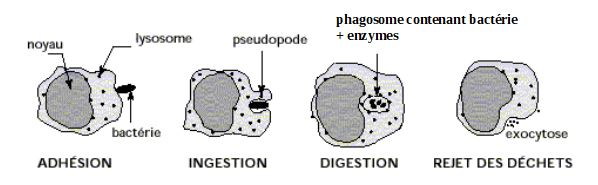 noyau
lysosome
bactérie
ADHÉSION
pseudopode
INGESTION
phagosome contenant bactérie
+ enzymes
DIGESTION
exocytose
REJET DES DÉCHETS